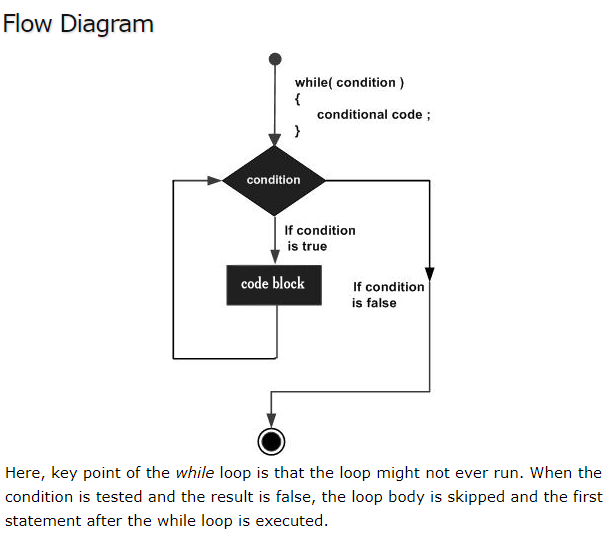 Flow Diagram
while( condition )
{
conditional code ;
}
condition
If condition
is true
code block
If condition
is false
Here, key point of the while loop is that the loop might not ever run. When the
condition is tested and the result is false, the loop body is skipped and the first
statement after the while loop is executed.